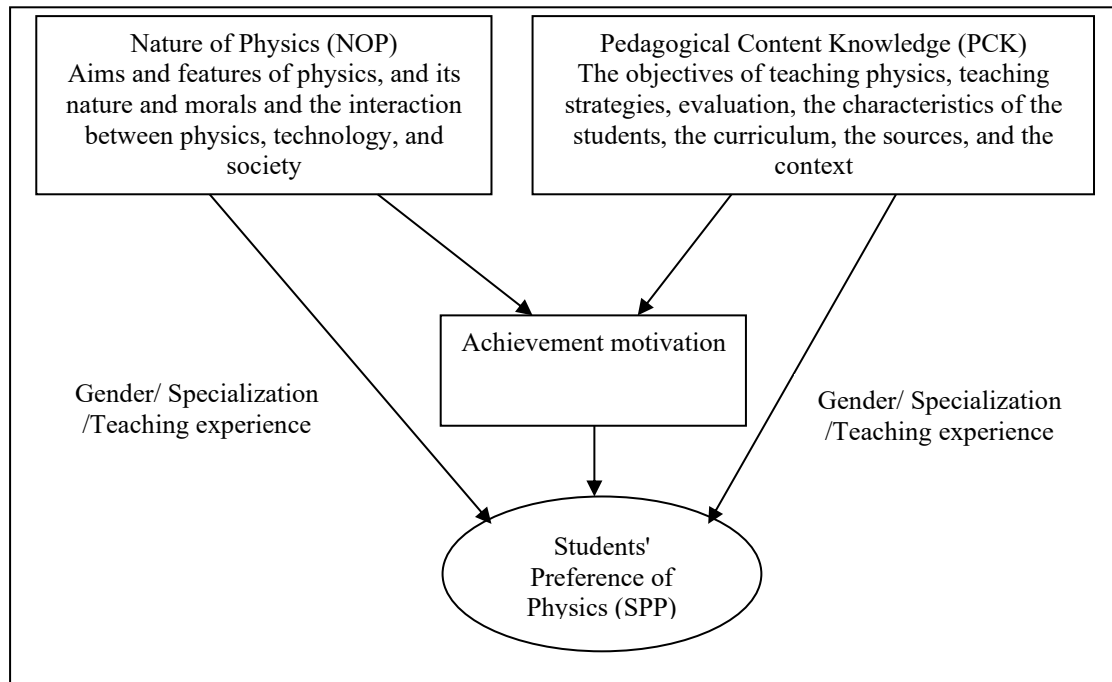 Nature of Physics (NOP)
Aims and features of physics, and its
nature and morals and the interaction
between physics, technology, and
society
Pedagogical Content Knowledge (PCK)
The objectives of teaching physics, teaching
strategies, evaluation, the characteristics of the
students, the curriculum, the sources, and the
context
Achievement motivation
Gender/ Specialization
/Teaching experience
Gender/ Specialization
/Teaching experience
Students'
Preference of
Physics (SPP)